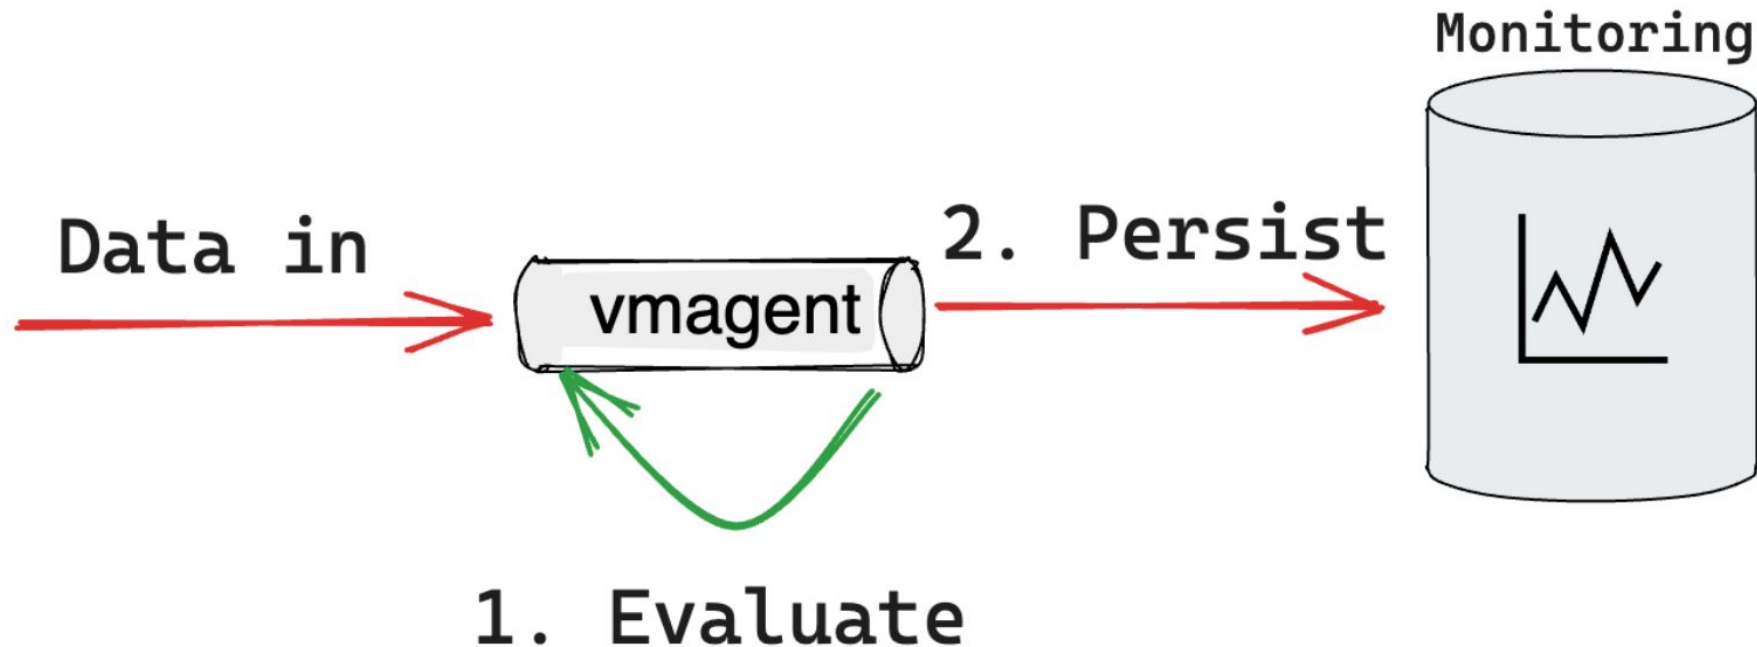 Monitoring
Data in
vmagent
2. Persist
1. Evaluate